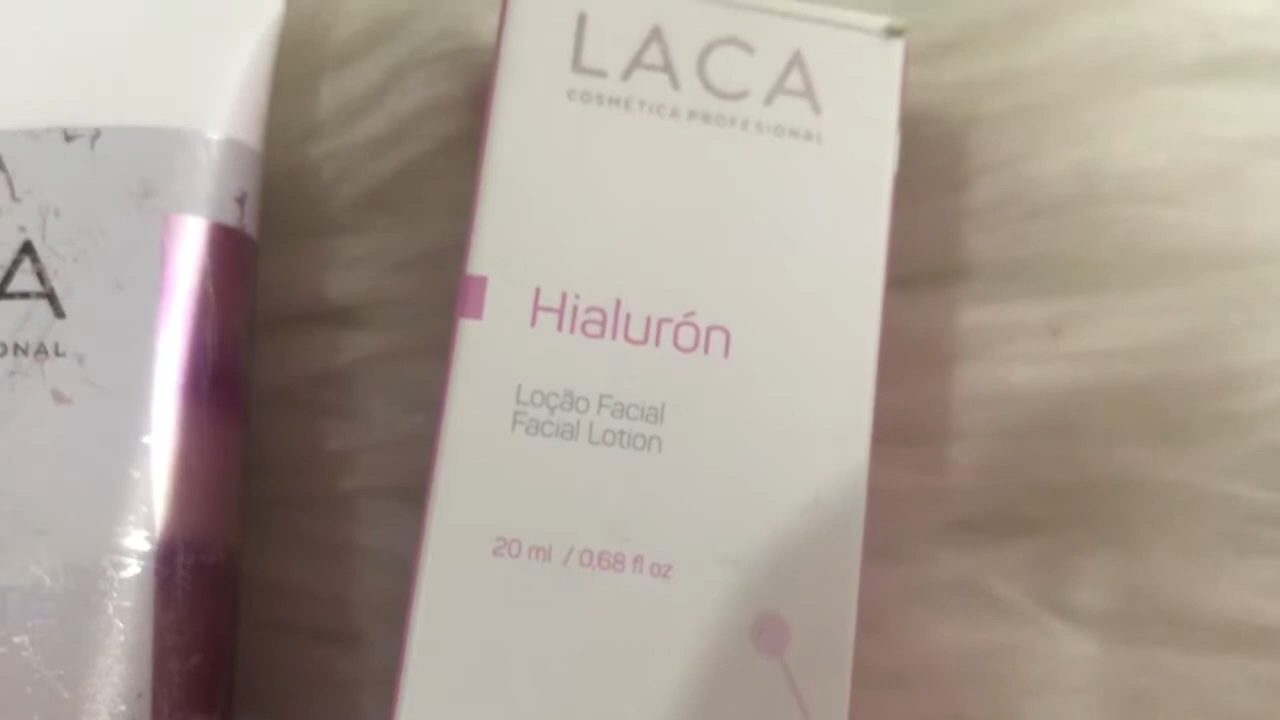 LACA
COSMÉTICA PROFESIONAL
Hialurón
Loção Facial
Facial Lotion
20 ml / 0,68 fl oz
A
ONAL